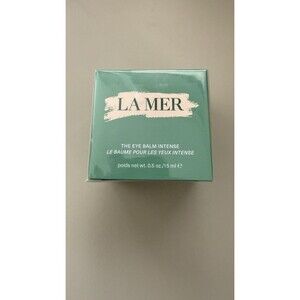 LA MER
THE EYE BALM INTENSE
LE BAUME POUR LES YEUX INTENSE
poids net wt. 0.5 oz./15 ml ℮